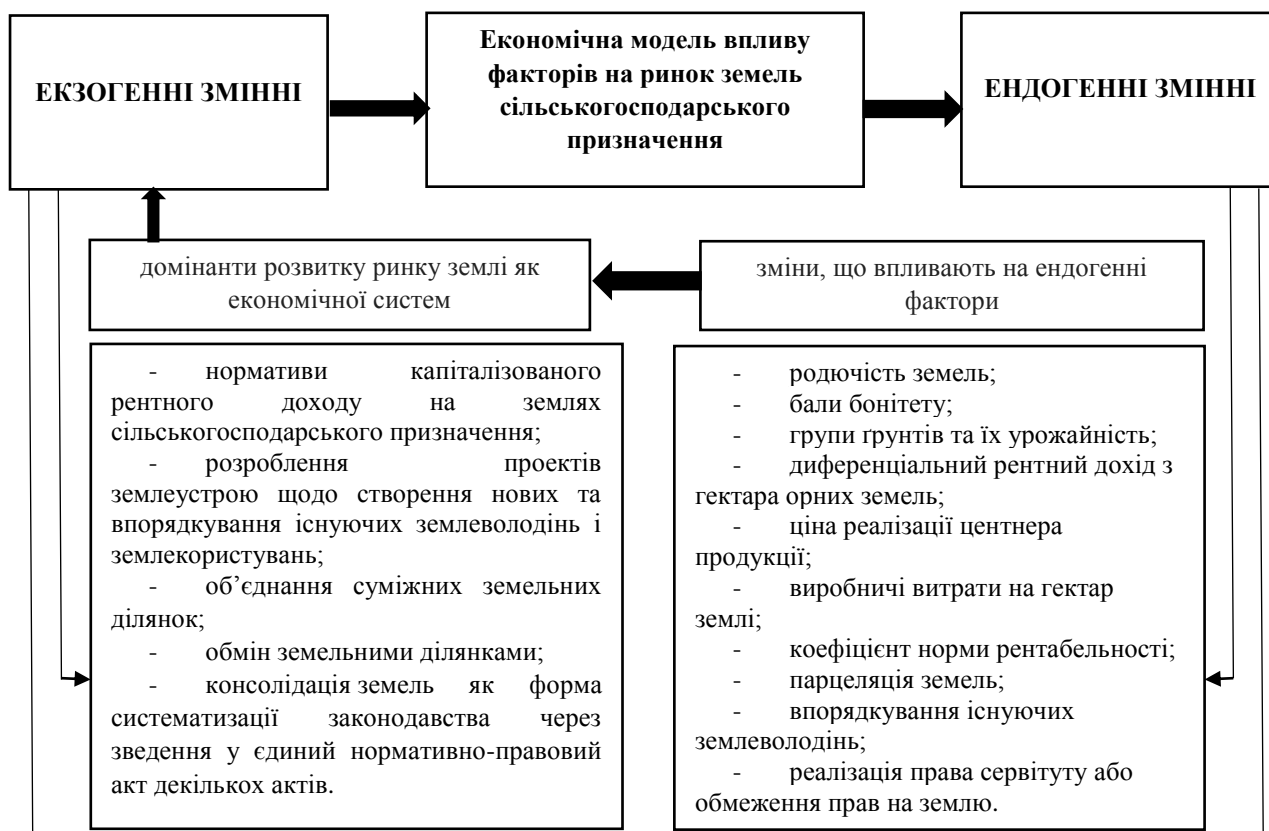 ЕКЗОГЕННІ ЗМІННІ
Економічна модель впливу
факторів на ринок земель
сільськогосподарського
призначення
ЕНДОГЕННІ ЗМІННІ
домінанти розвитку ринку землі як
економічної систем
зміни, що впливають на ендогенні
фактори
- нормативи капіталізованого
рентного доходу на землях
сільськогосподарського призначення;
- розроблення проектів
землеустрою щодо створення нових та
впорядкування існуючих землеволодінь і
землекористувань;
- об’єднання суміжних земельних
ділянок;
- обмін земельними ділянками;
- консолідація земель як форма
систематизації законодавства через
зведення у єдиний нормативно-правовий
акт декількох актів.
- родючість земель;
- бали бонітету;
- групи ґрунтів та їх урожайність;
- диференціальний рентний дохід з
гектара орних земель;
- ціна реалізації центнера
продукції;
- виробничі витрати на гектар
землі;
- коефіцієнт норми рентабельності;
- парцеляція земель;
- впорядкування існуючих
землеволодінь;
- реалізація права сервітуту або
обмеження прав на землю.